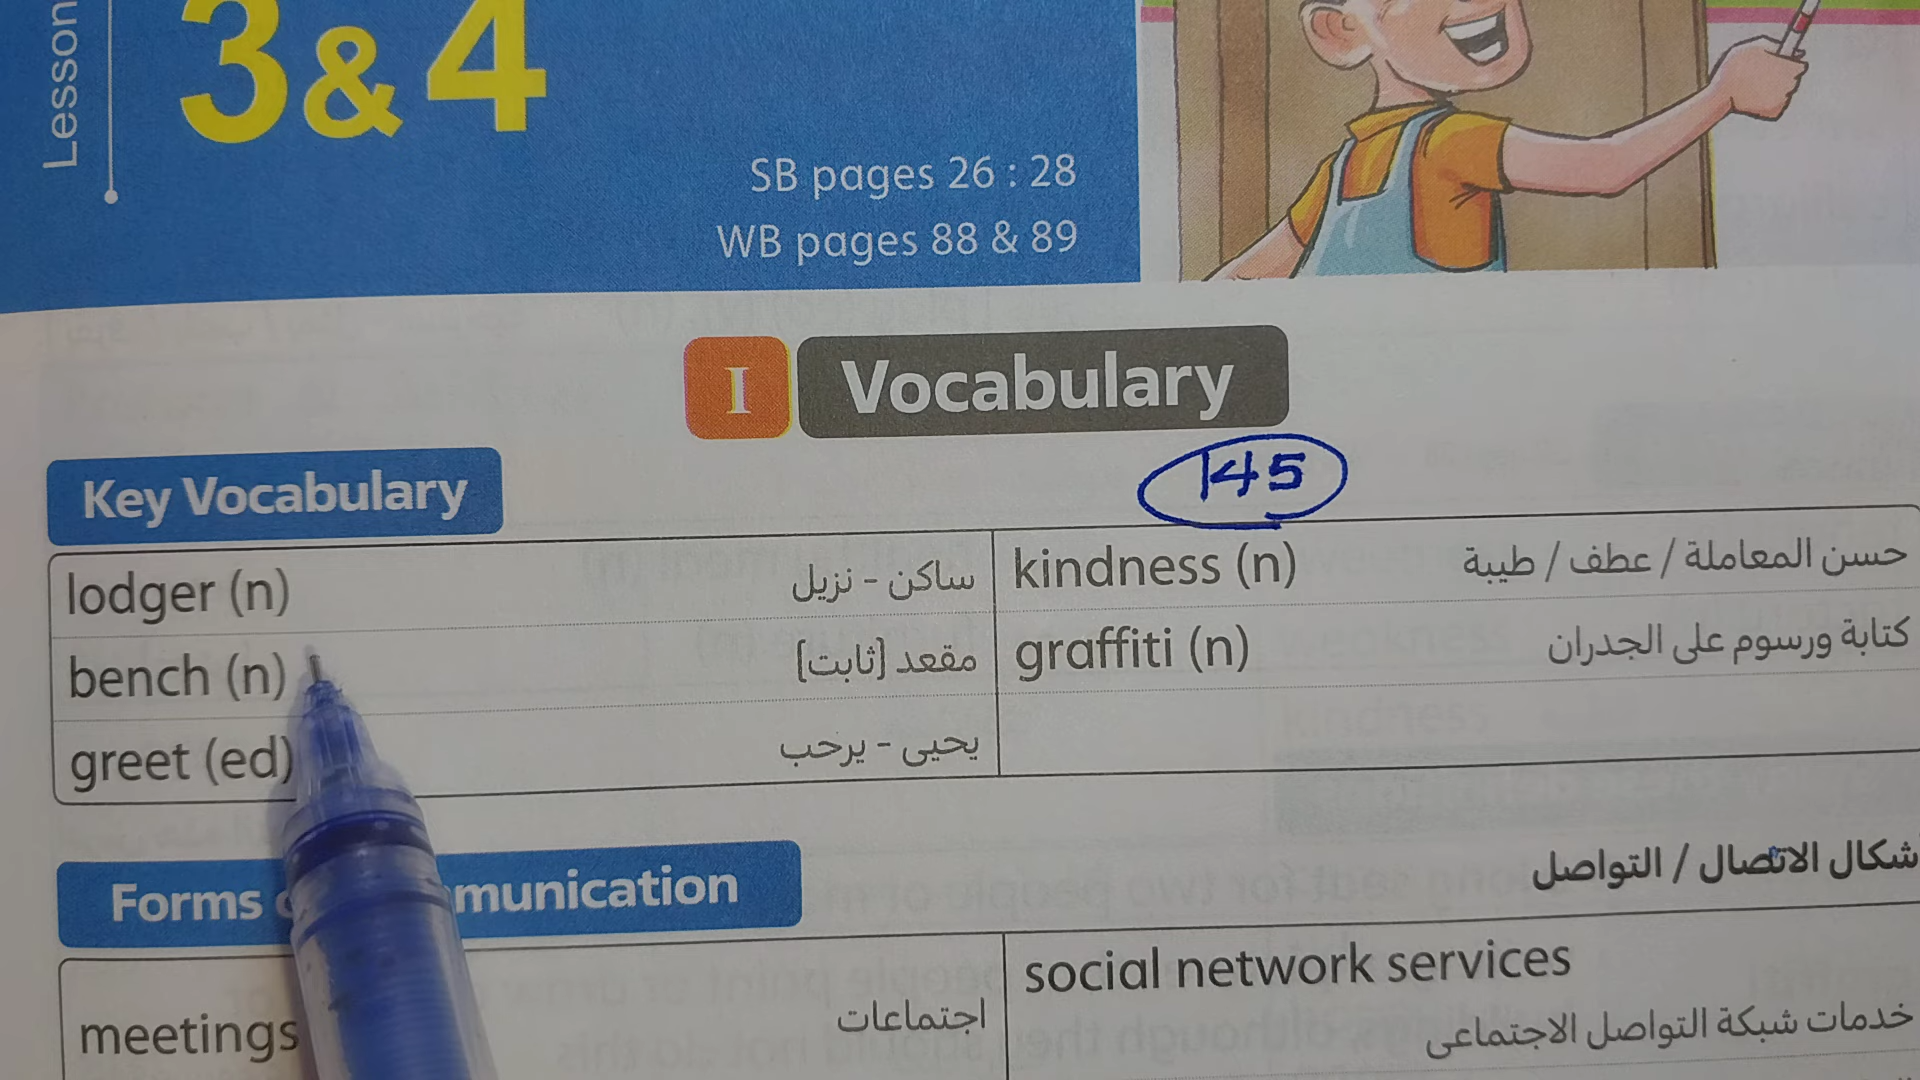 Lesson
3 & 4
SB pages 26 : 28
WB pages 88 & 89
I Vocabulary
145
Key Vocabulary
lodger (n) ساكن - نزيل
kindness (n) حسن المعاملة / عطف / طيبة
bench (n) مقعد [ثابت]
graffiti (n) كتابة ورسوم على الجدران
greet (ed) يحيى - يرحب
Forms munication
شكال الاتصال / التواصل
meetings اجتماعات
social network services
خدمات شبكة التواصل الاجتماعى